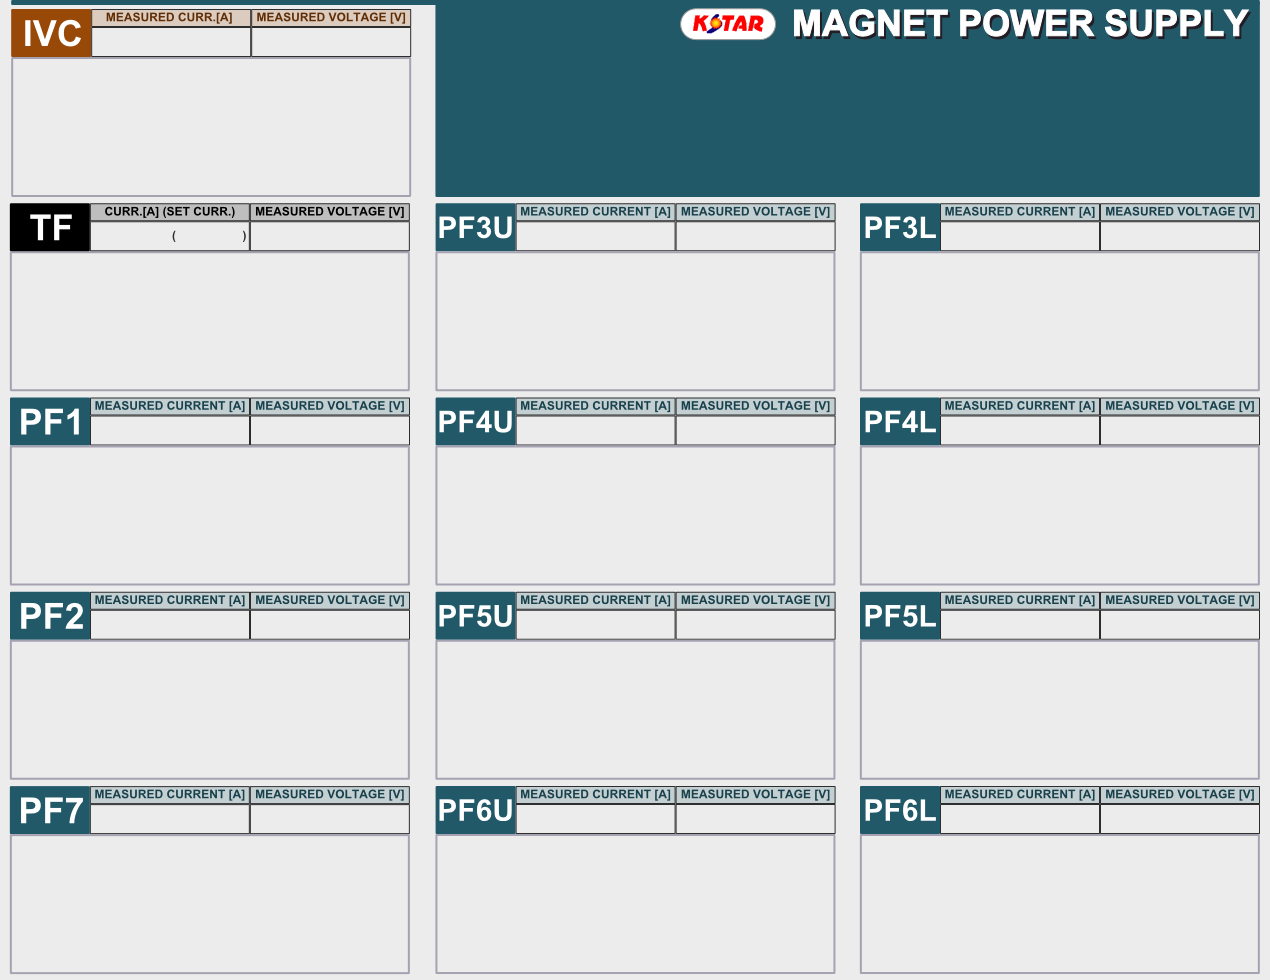 IVC
MEASURED CURR.[A] MEASURED VOLTAGE [V]
KSTAR MAGNET POWER SUPPLY
TF
CURR.[A] (SET CURR.) MEASURED VOLTAGE [V]
( )
PF3U
MEASURED CURRENT [A] MEASURED VOLTAGE [V]
PF3L
MEASURED CURRENT [A] MEASURED VOLTAGE [V]
PF1
MEASURED CURRENT [A] MEASURED VOLTAGE [V]
PF4U
MEASURED CURRENT [A] MEASURED VOLTAGE [V]
PF4L
MEASURED CURRENT [A] MEASURED VOLTAGE [V]
PF2
MEASURED CURRENT [A] MEASURED VOLTAGE [V]
PF5U
MEASURED CURRENT [A] MEASURED VOLTAGE [V]
PF5L
MEASURED CURRENT [A] MEASURED VOLTAGE [V]
PF7
MEASURED CURRENT [A] MEASURED VOLTAGE [V]
PF6U
MEASURED CURRENT [A] MEASURED VOLTAGE [V]
PF6L
MEASURED CURRENT [A] MEASURED VOLTAGE [V]